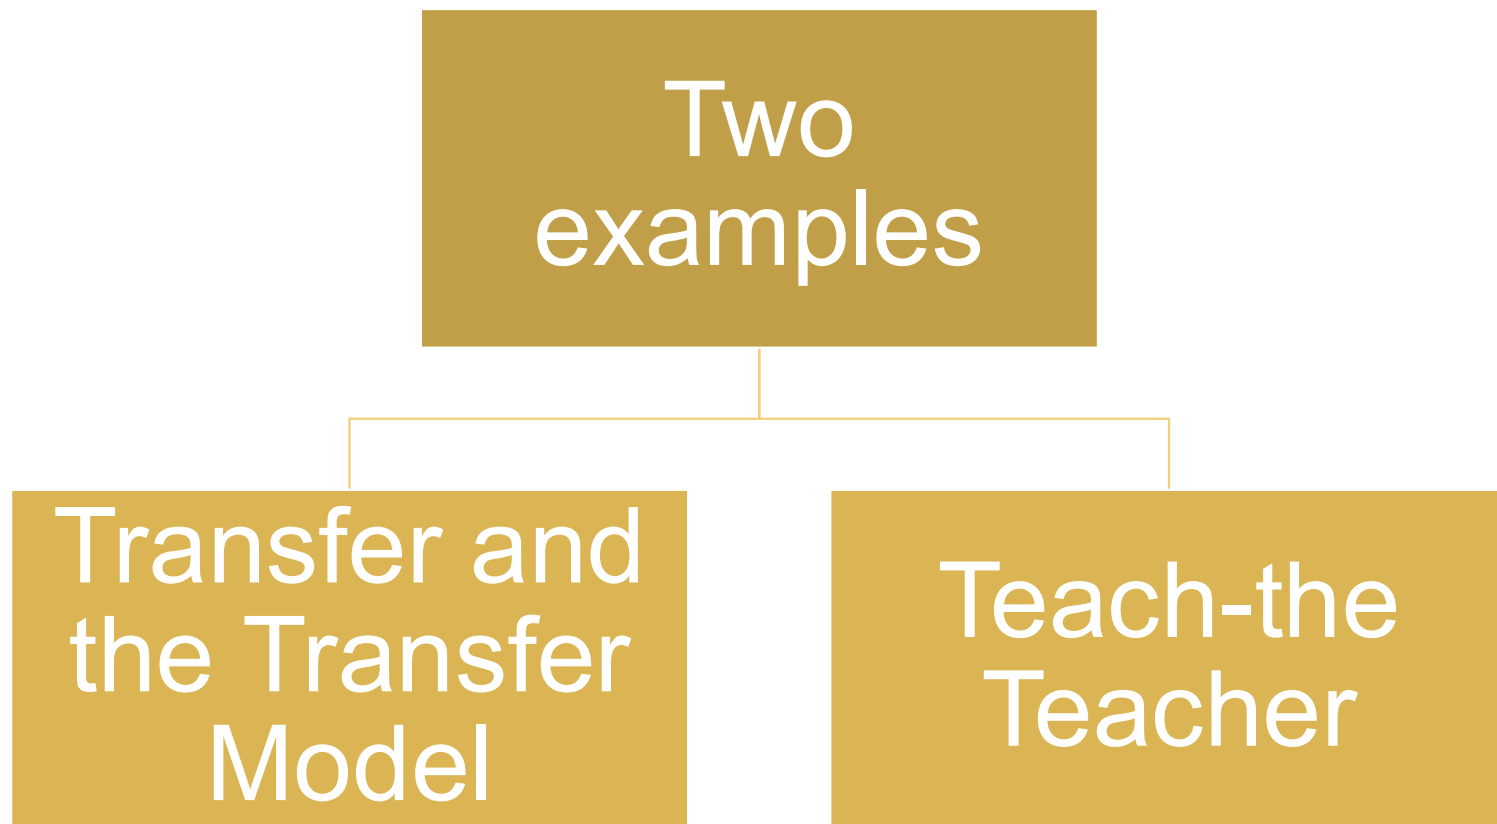 Two
examples
Transfer and
the Transfer
Model
Teach-the
Teacher